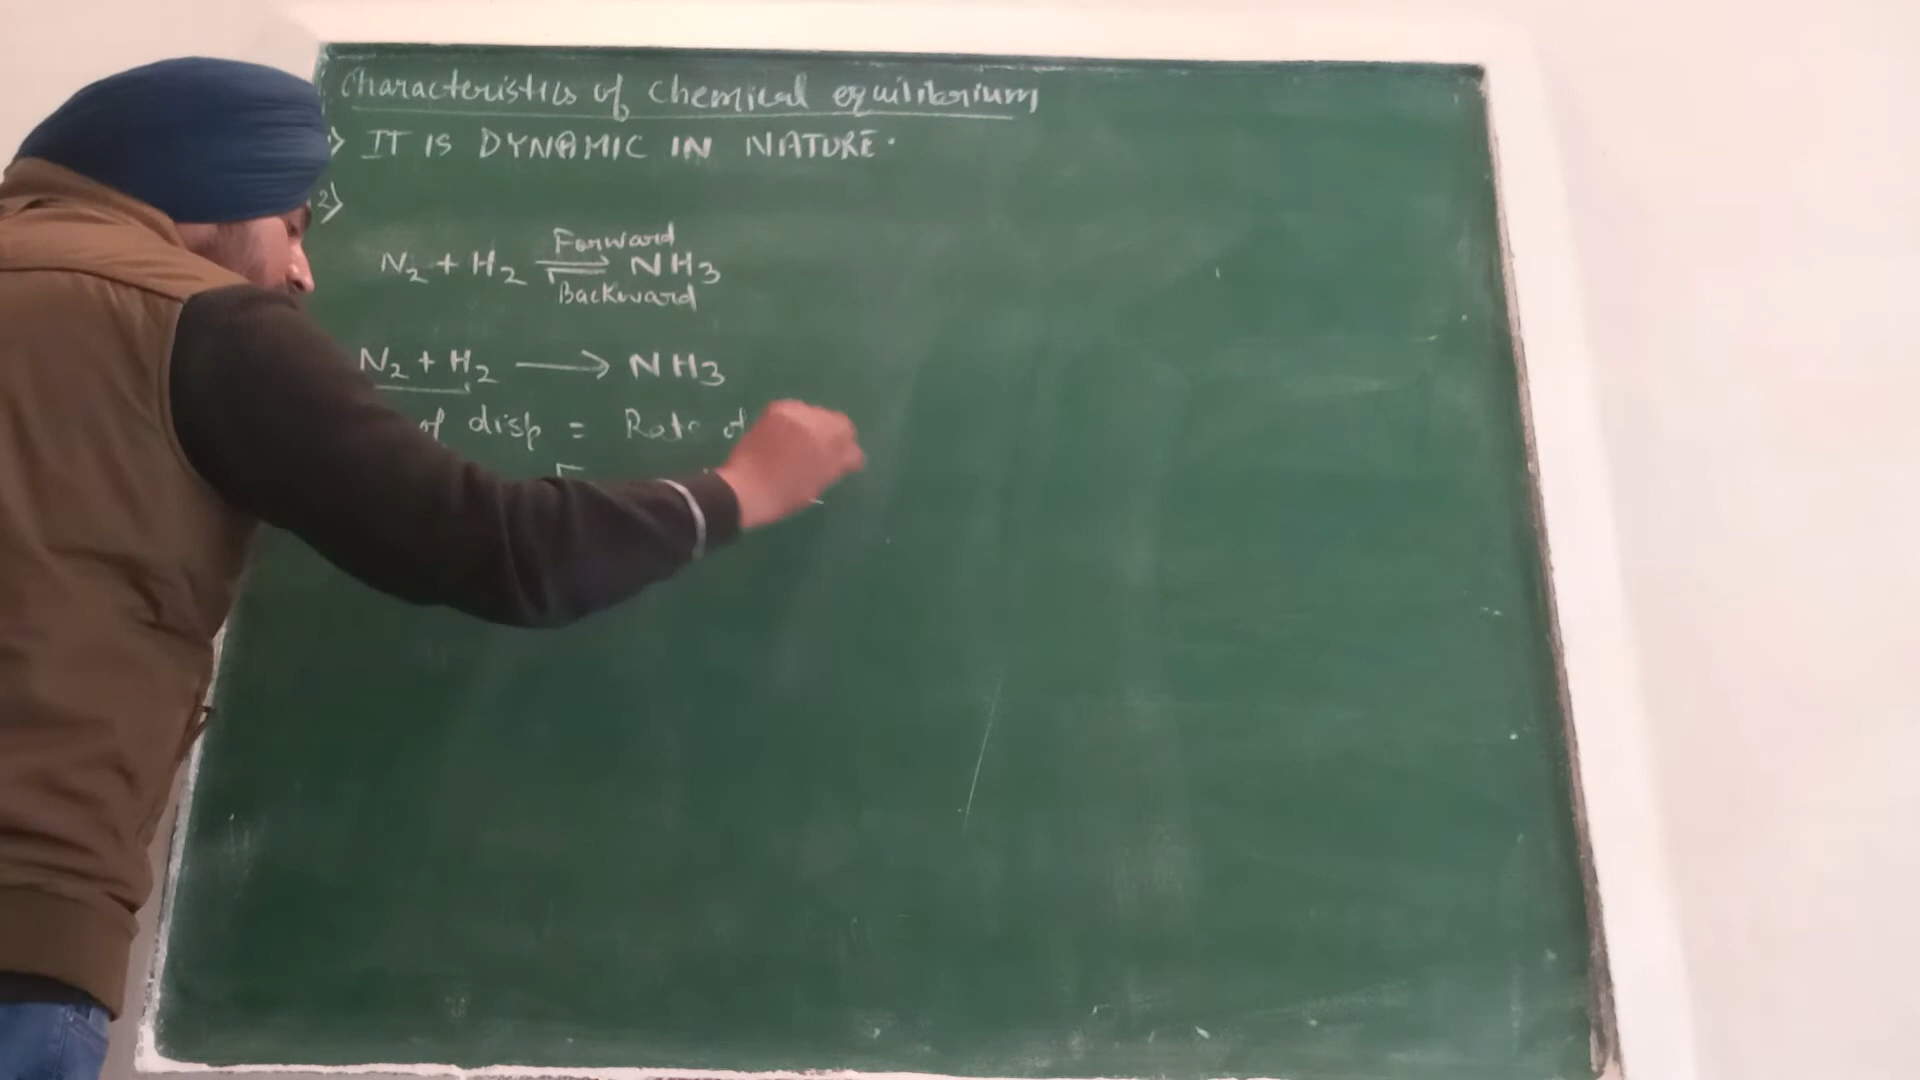 Characteristics of chemical equilibrium
IT IS DYNAMIC IN NATURE.
2)
Forward
N2 + H2 ⇌ NH3
Backward
N2 + H2 ⟶ NH3
of disp = Rate of